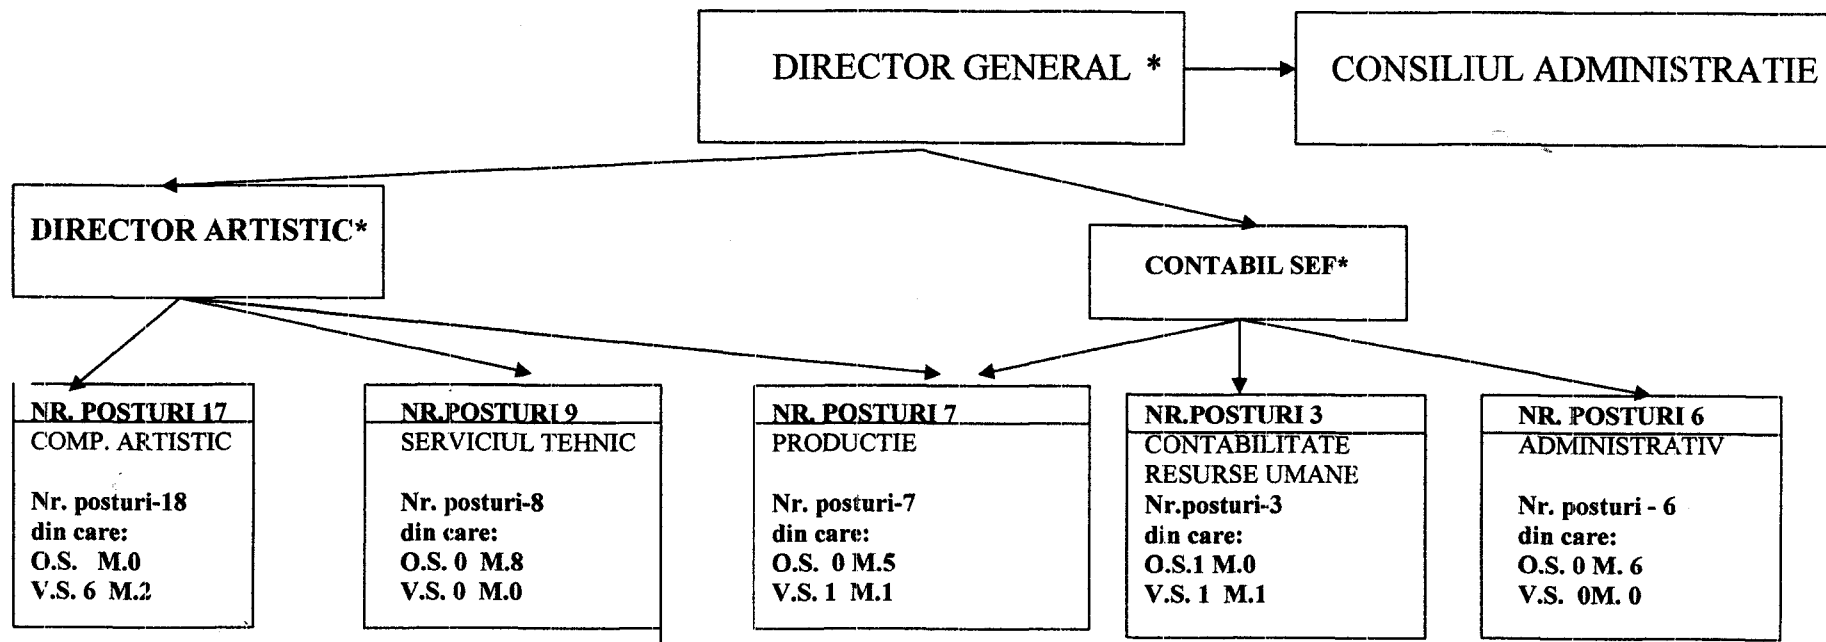 DIRECTOR GENERAL *
CONSILIUL ADMINISTRATIE
DIRECTOR ARTISTIC*
CONTABIL SEF*
NR. POSTURI 17
COMP. ARTISTIC
Nr. posturi-18
din care:
O.S. M.0
V.S. 6 M.2
NR.POSTURI 9
SERVICIUL TEHNIC
Nr. posturi-8
din care:
O.S. 0 M.8
V.S. 0 M.0
NR. POSTURI 7
PRODUCTIE
Nr. posturi-7
din care:
O.S. 0 M.5
V.S. 1 M.1
NR.POSTURI 3
CONTABILITATE
RESURSE UMANE
Nr.posturi-3
din care:
O.S.1 M.0
V.S. 1 M.1
NR. POSTURI 6
ADMINISTRATIV
Nr. posturi - 6
din care:
O.S. 0 M. 6
V.S. 0M. 0